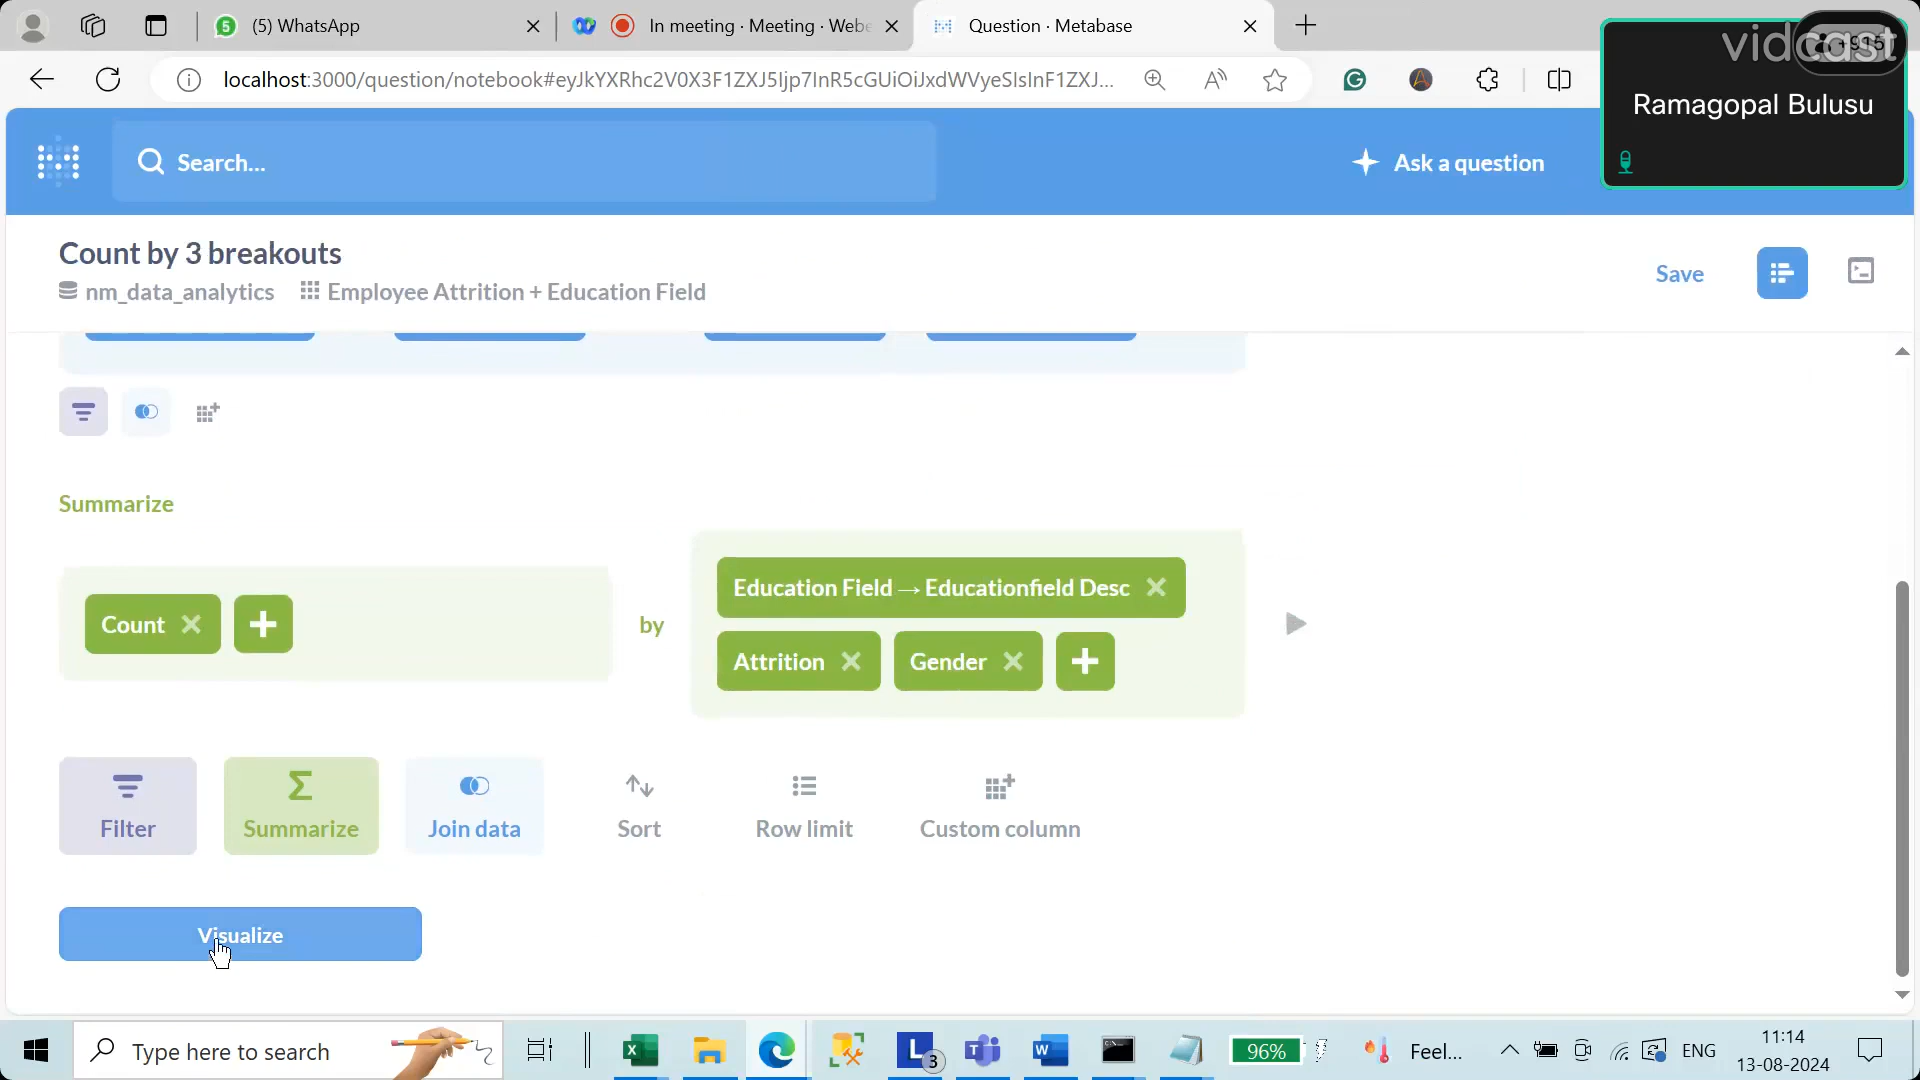 (5) WhatsApp
In meeting · Meeting · Webe
Question · Metabase
vidcast
localhost:3000/question/notebook#eyJkYXRhc2V0X3F1ZXJ5Ijp7InR5cGUiOiJxdWVyeSIsInF1ZXJ...
Ramagopal Bulusu
Search...
Ask a question
Count by 3 breakouts
nm_data_analytics
Employee Attrition + Education Field
Save
Summarize
Education Field → Educationfield Desc
Count
by
Attrition
Gender
Filter
Summarize
Join data
Sort
Row limit
Custom column
Visualize
Type here to search
3
96%
Feel...
ENG
11:14
13-08-2024